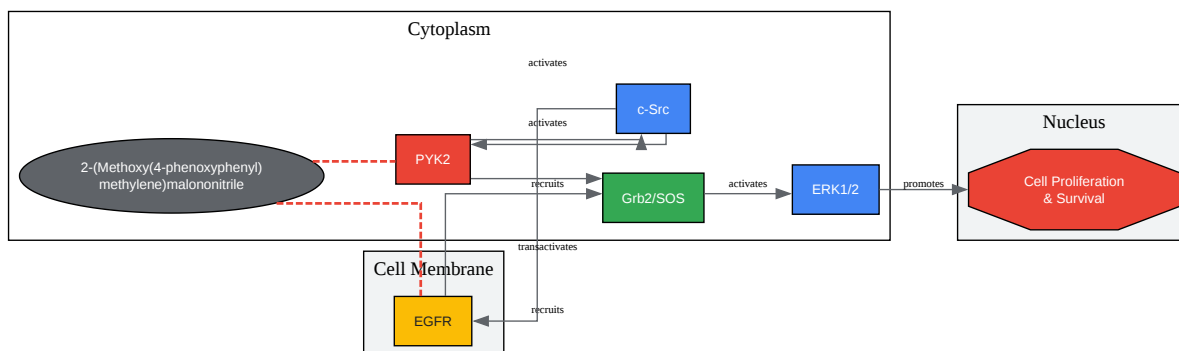 Cytoplasm
activates
c-Src
activates
PYK2
2-(Methoxy(4-phenoxyphenyl)
methylene)malononitrile
recruits
Grb2/SOS
activates
ERK1/2
promotes
Nucleus
Cell Proliferation
& Survival
transactivates
Cell Membrane
recruits
EGFR